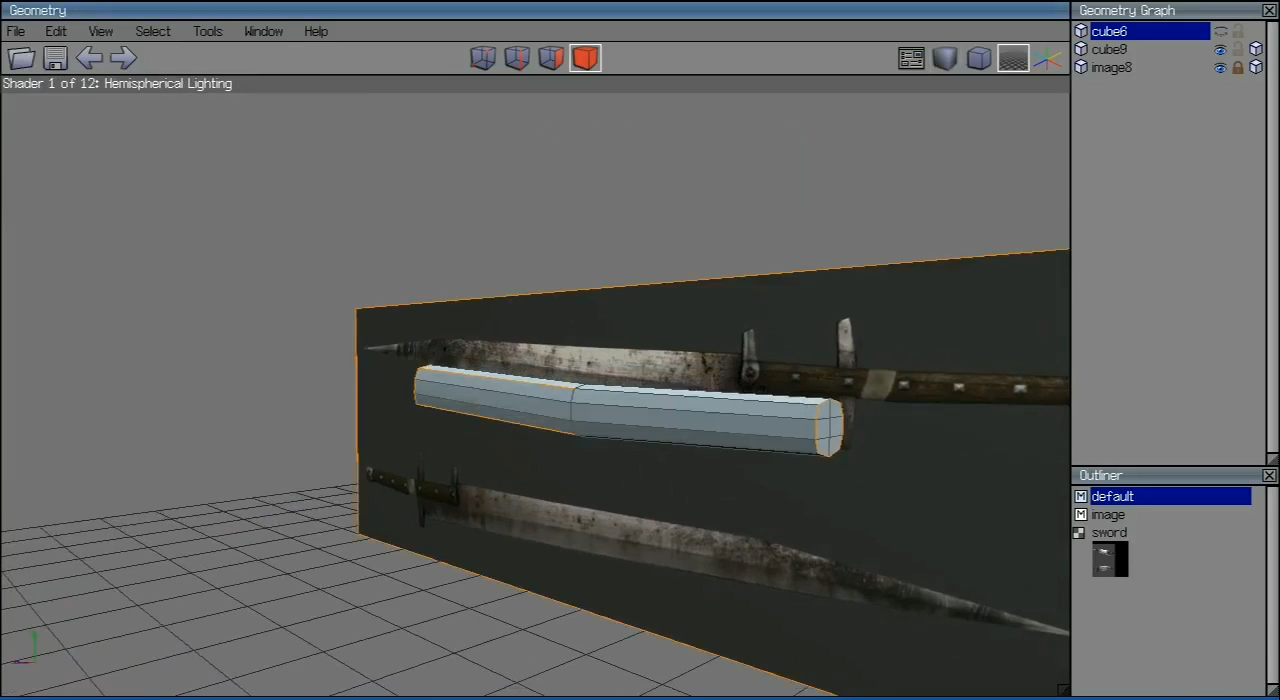 Geometry
File Edit View Select Tools Window Help
Shader 1 of 12: Hemispherical Lighting
Geometry Graph
cube6
cube9
image8
Outliner
M default
M image
sword